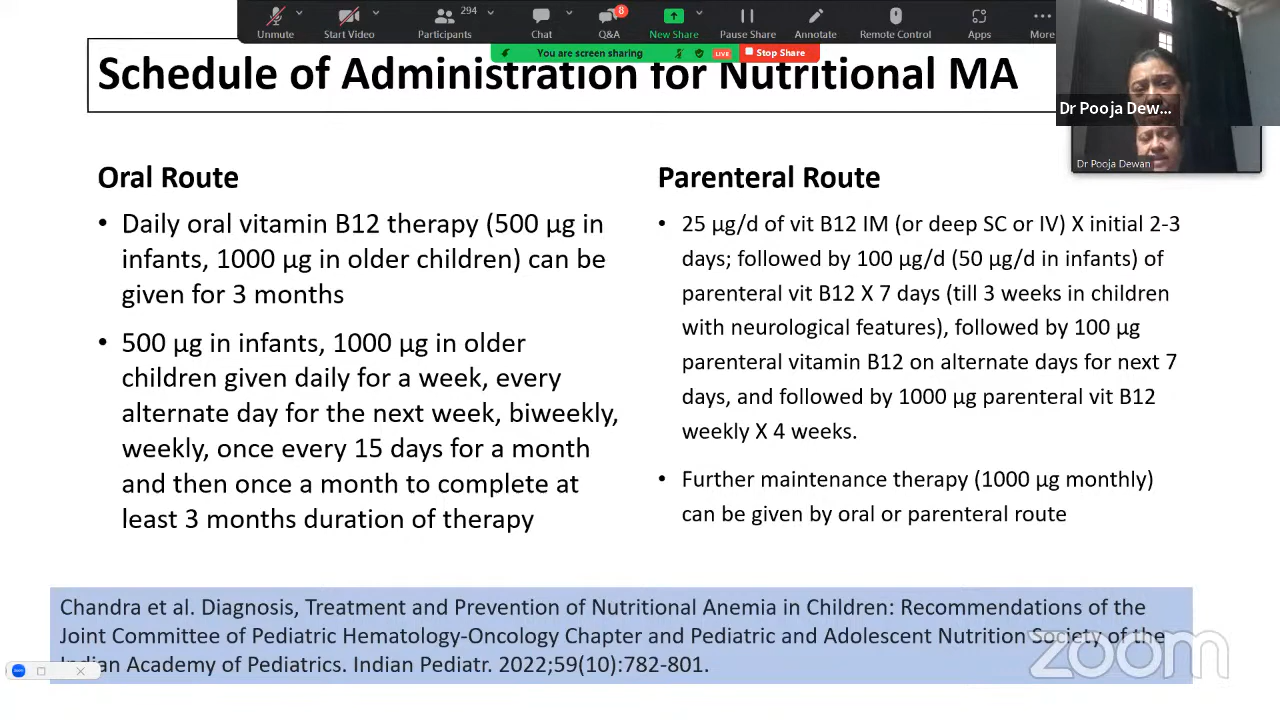 Unmute
Start Video
294
Participants
Chat
8
Q&A
New Share
Pause Share
Annotate
Remote Control
Apps
More
You are screen sharing
LIVE
Stop Share
Schedule of Administration for Nutritional MA
Dr Pooja Dew...
Dr Pooja Dewan
Oral Route
• Daily oral vitamin B12 therapy (500 µg in
infants, 1000 µg in older children) can be
given for 3 months
• 500 µg in infants, 1000 µg in older
children given daily for a week, every
alternate day for the next week, biweekly,
weekly, once every 15 days for a month
and then once a month to complete at
least 3 months duration of therapy
Parenteral Route
• 25 µg/d of vit B12 IM (or deep SC or IV) X initial 2-3
days; followed by 100 µg/d (50 µg/d in infants) of
parenteral vit B12 X 7 days (till 3 weeks in children
with neurological features), followed by 100 µg
parenteral vitamin B12 on alternate days for next 7
days, and followed by 1000 µg parenteral vit B12
weekly X 4 weeks.
• Further maintenance therapy (1000 µg monthly)
can be given by oral or parenteral route
Chandra et al. Diagnosis, Treatment and Prevention of Nutritional Anemia in Children: Recommendations of the
Joint Committee of Pediatric Hematology-Oncology Chapter and Pediatric and Adolescent Nutrition Society of the
Indian Academy of Pediatrics. Indian Pediatr. 2022;59(10):782-801.
zoom